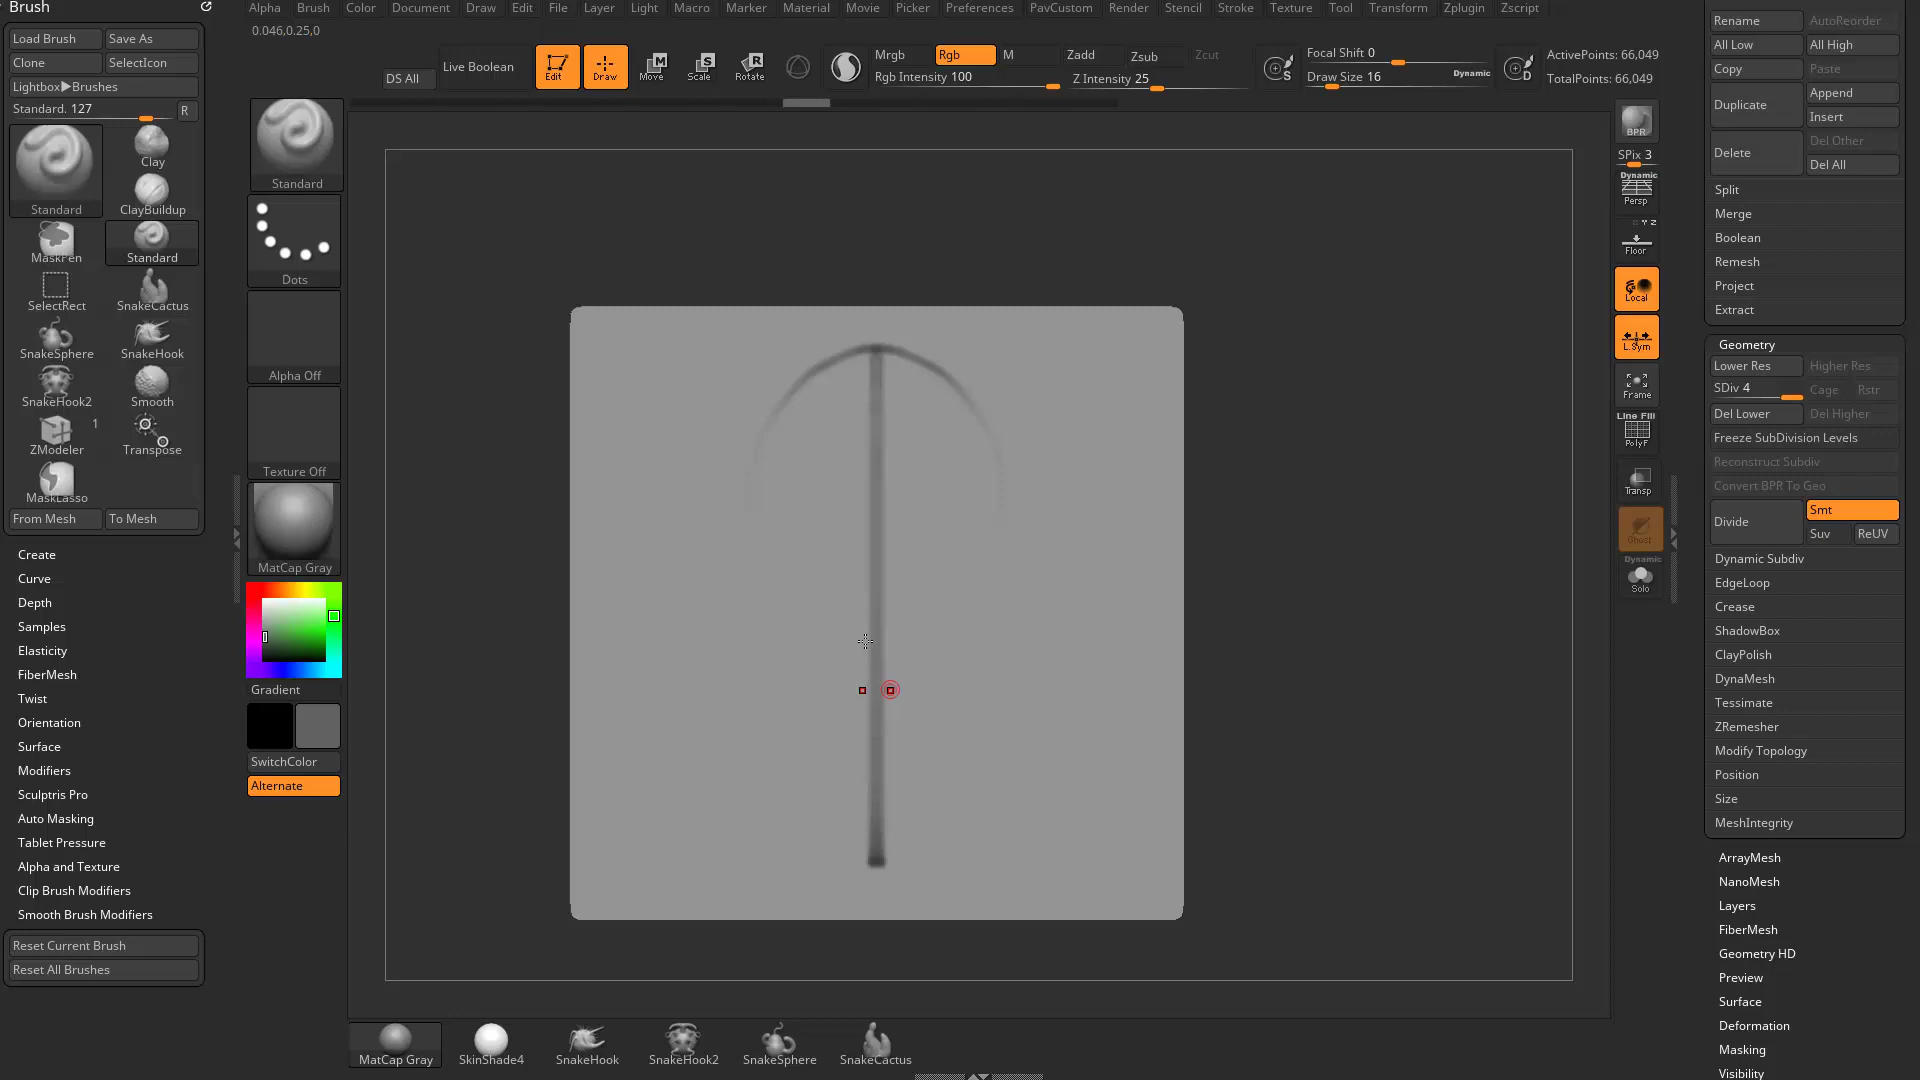 Brush
Load Brush
Save As
Clone
SelectIcon
Lightbox▶Brushes
Standard. 127
R
Standard
Clay
ClayBuildup
MaskPen
Standard
SelectRect
SnakeCactus
SnakeSphere
SnakeHook
SnakeHook2
Smooth
ZModeler
1
Transpose
MaskLasso
From Mesh
To Mesh
Create
Curve
Depth
Samples
Elasticity
FiberMesh
Twist
Orientation
Surface
Modifiers
Sculptris Pro
Auto Masking
Tablet Pressure
Alpha and Texture
Clip Brush Modifiers
Smooth Brush Modifiers
Reset Current Brush
Reset All Brushes
Alpha Brush Color Document Draw Edit File Layer Light Macro Marker Material Movie Picker Preferences PavCustom Render Stencil Stroke Texture Tool Transform Zplugin Zscript
0.046,0.25,0
DS All
Live Boolean
Edit
Draw
Move
Scale
Rotate
Mrgb
Rgb
M
Rgb Intensity 100
Zadd
Zsub
Zcut
Z Intensity 25
Focal Shift 0
Draw Size 16
Dynamic
ActivePoints: 66,049
TotalPoints: 66,049
Standard
Dots
Alpha Off
Texture Off
MatCap Gray
Gradient
SwitchColor
Alternate
MatCap Gray
SkinShade4
SnakeHook
SnakeHook2
SnakeSphere
SnakeCactus
BPR
SPix 3
Dynamic
Persp
Floor
Local
L.Sym
Frame
Line Fill
PolyF
Transp
Ghost
Dynamic
Solo
Rename
AutoReorder
All Low
All High
Copy
Paste
Duplicate
Append
Insert
Delete
Del Other
Del All
Split
Merge
Boolean
Remesh
Project
Extract
Geometry
Lower Res
Higher Res
SDiv 4
Cage
Rstr
Del Lower
Del Higher
Freeze SubDivision Levels
Reconstruct Subdiv
Convert BPR To Geo
Divide
Smt
Suv
ReUV
Dynamic Subdiv
EdgeLoop
Crease
ShadowBox
ClayPolish
DynaMesh
Tessimate
ZRemesher
Modify Topology
Position
Size
MeshIntegrity
ArrayMesh
NanoMesh
Layers
FiberMesh
Geometry HD
Preview
Surface
Deformation
Masking
Visibility